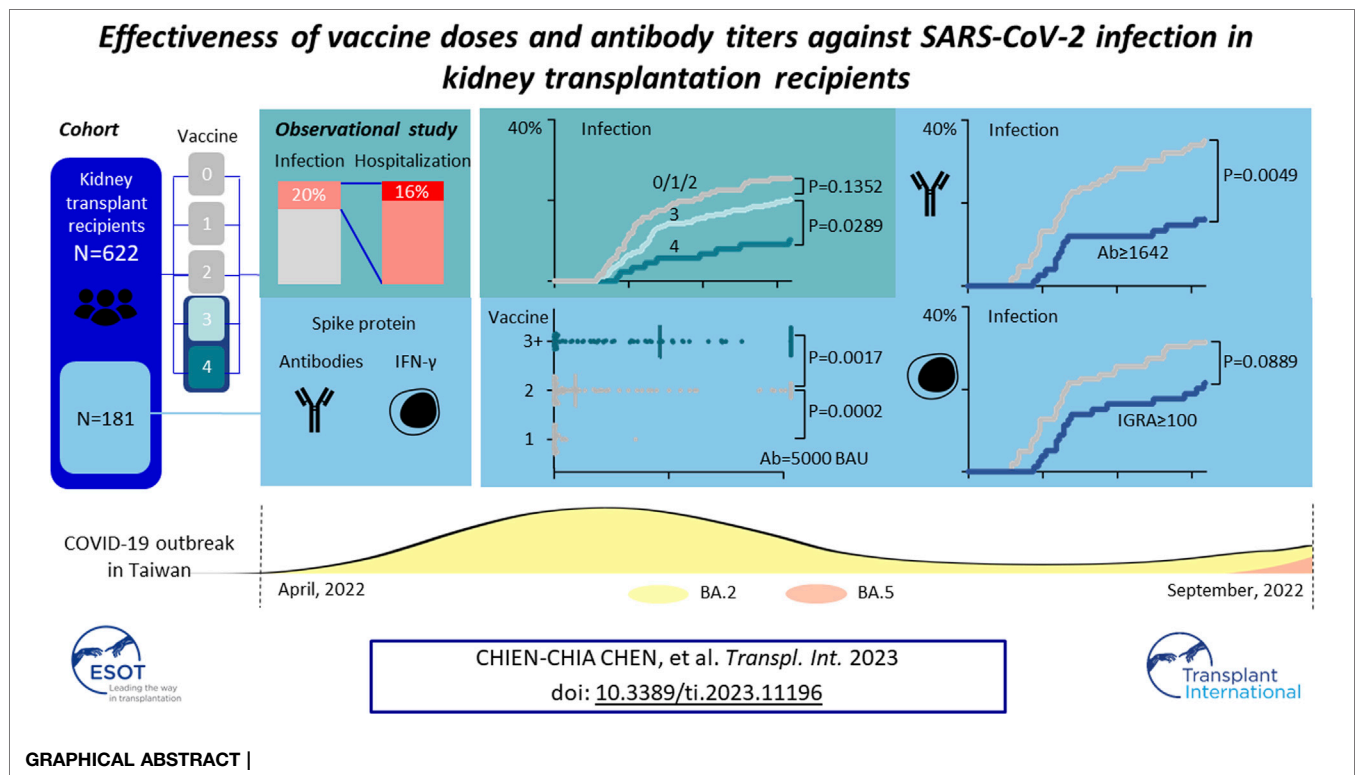 Effectiveness of vaccine doses and antibody titers against SARS-CoV-2 infection in
kidney transplantation recipients
Cohort
Vaccine
Kidney
transplant
recipients
N=622
N=181
0
1
2
3
4
Observational study
Infection
Hospitalization
20%
16%
Spike protein
Antibodies
IFN-γ
40%
Infection
0/1/2
3
4
P=0.1352
P=0.0289
Vaccine
3+
2
1
P=0.0017
P=0.0002
Ab=5000 BAU
40%
Infection
P=0.0049
Ab≥1642
40%
Infection
P=0.0889
IGRA≥100
COVID-19 outbreak
in Taiwan
April, 2022
BA.2
BA.5
September, 2022
ESOT
Leading the way
in transplantation
CHIEN-CHIA CHEN, et al. Transpl. Int. 2023
doi: 10.3389/ti.2023.11196
Transplant
International
GRAPHICAL ABSTRACT |